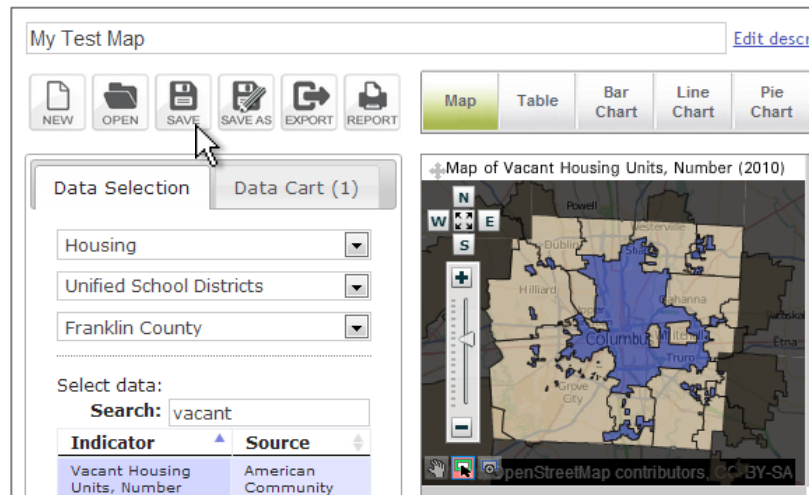 My Test Map
Edit descr
NEW
OPEN
SAVE
SAVE AS
EXPORT
REPORT
Map
Table
Bar
Chart
Line
Chart
Pie
Chart
Data Selection
Data Cart (1)
Housing
Unified School Districts
Franklin County
Select data:
Search: vacant
Indicator
Source
Vacant Housing
Units, Number
American
Community
Map of Vacant Housing Units, Number (2010)
N
W
E
S
Powell
Westerville
Dublin
Hilliard
Gahanna
Columbus
Whitehall
Truro
Etna
Grove
City
OpenStreetMap contributors, CC-BY-SA